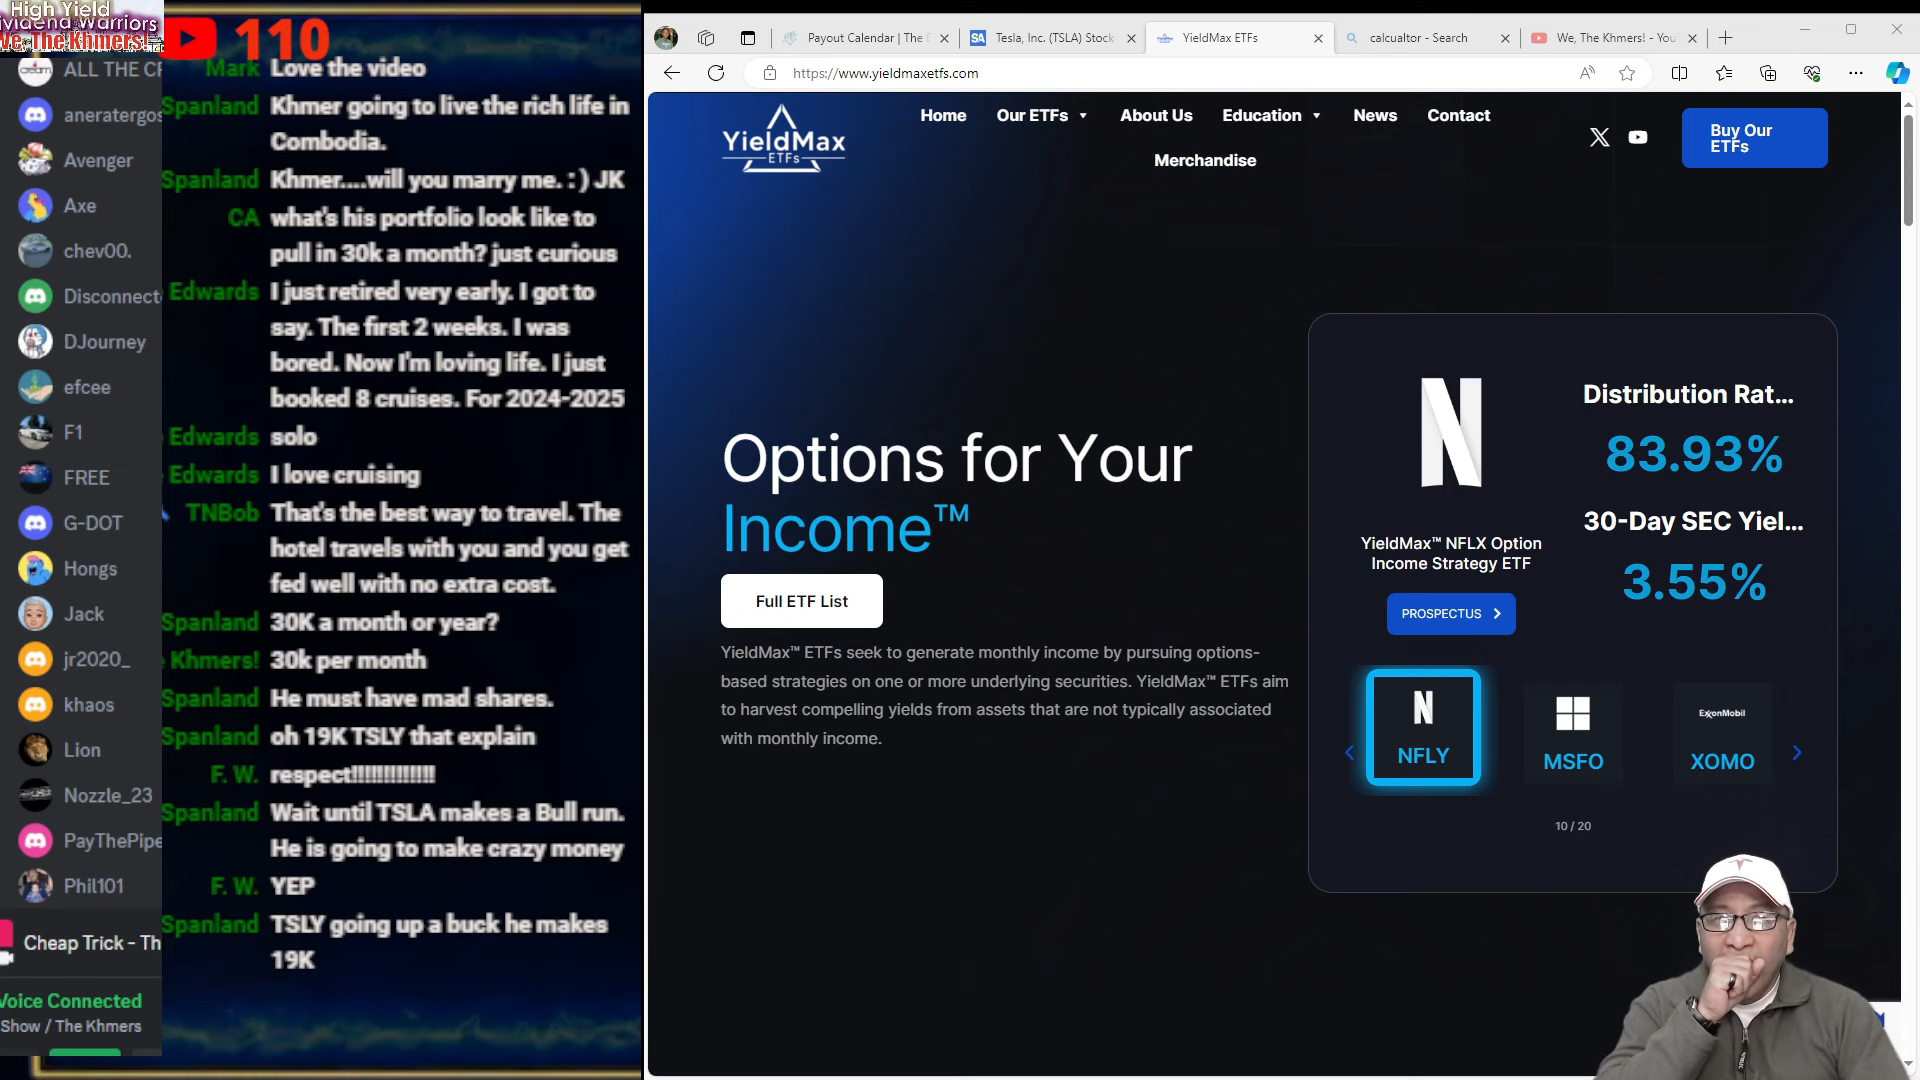 High Yield
ividend Warriors
We, The Khmers!
110
ALL THE CR
aneratergos
Avenger
Axe
chev00.
Disconnect
DJourney
efcee
F1
FREE
G-DOT
Hongs
Jack
jr2020_
khaos
Lion
Nozzle_23
PayThePipe
Phil101
Cheap Trick - Th
Voice Connected
Show / The Khmers
Mark Love the video
Spanland Khmer going to live the rich life in
Combodia.
Spanland Khmer....will you marry me. : ) JK
CA what's his portfolio look like to
pull in 30k a month? just curious
Edwards I just retired very early. I got to
say. The first 2 weeks. I was
bored. Now I'm loving life. I just
booked 8 cruises. For 2024-2025
Edwards solo
Edwards I love cruising
TNBob That's the best way to travel. The
hotel travels with you and you get
fed well with no extra cost.
Spanland 30K a month or year?
Khmers! 30k per month
Spanland He must have mad shares.
Spanland oh 19K TSLY that explain
F. W. respect!!!!!!!!!!!!!
Spanland Wait until TSLA makes a Bull run.
He is going to make crazy money
F. W. YEP
Spanland TSLY going up a buck he makes
19K
Payout Calendar | The E
SA Tesla, Inc. (TSLA) Stock
YieldMax ETFs
calcualtor - Search
We, The Khmers! - You
https://www.yieldmaxetfs.com
YieldMax
ETFs
Home Our ETFs About Us Education News Contact
Merchandise
Buy Our
ETFs
Options for Your
Income™
Full ETF List
YieldMax™ ETFs seek to generate monthly income by pursuing options-
based strategies on one or more underlying securities. YieldMax™ ETFs aim
to harvest compelling yields from assets that are not typically associated
with monthly income.
N
YieldMax™ NFLX Option
Income Strategy ETF
PROSPECTUS
Distribution Rat...
83.93%
30-Day SEC Yiel...
3.55%
N
NFLY
MSFO
ExxonMobil
XOMO
10 / 20